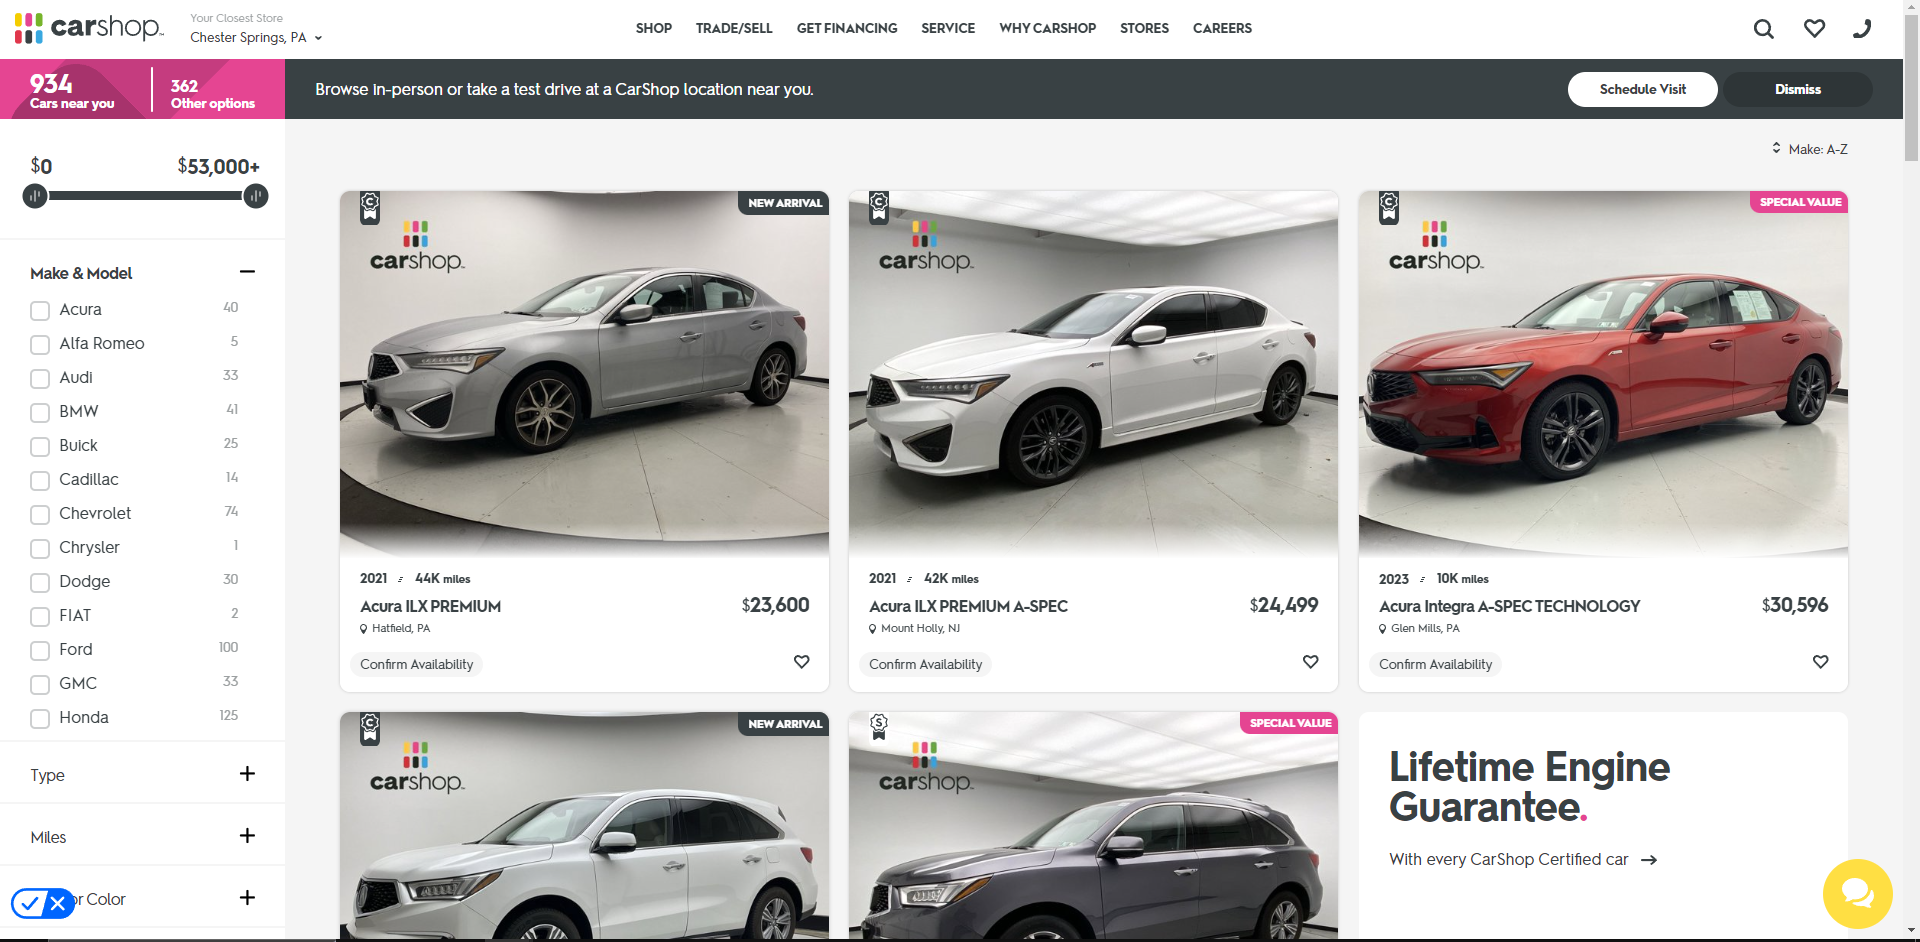 carshop
Your Closest Store
Chester Springs, PA
SHOP
TRADE/SELL
GET FINANCING
SERVICE
WHY CARSHOP
STORES
CAREERS
934
Cars near you
362
Other options
Browse in-person or take a test drive at a CarShop location near you.
Schedule Visit
Dismiss
$0
$53,000+
Make: A-Z
Make & Model
Acura 40
Alfa Romeo 5
Audi 33
BMW 41
Buick 25
Cadillac 14
Chevrolet 74
Chrysler 1
Dodge 30
FIAT 2
Ford 100
GMC 33
Honda 125
Type
Miles
or Color
C
NEW ARRIVAL
carshop
2021 44K miles
Acura ILX PREMIUM $23,600
Hatfield, PA
Confirm Availability
C
carshop
2021 42K miles
Acura ILX PREMIUM A-SPEC $24,499
Mount Holly, NJ
Confirm Availability
C
SPECIAL VALUE
carshop
2023 10K miles
Acura Integra A-SPEC TECHNOLOGY $30,596
Glen Mills, PA
Confirm Availability
C
NEW ARRIVAL
carshop
S
SPECIAL VALUE
carshop
Lifetime Engine
Guarantee.
With every CarShop Certified car